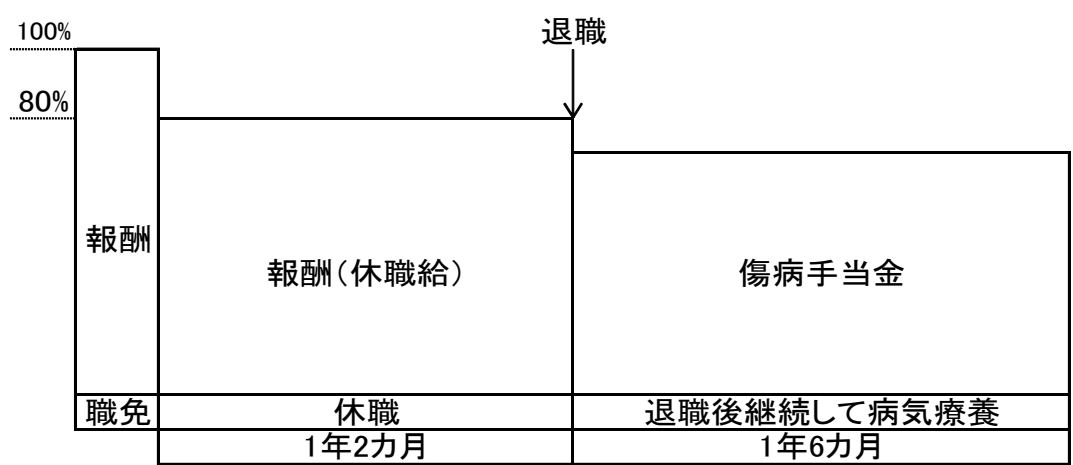 100%
退職
80%
報酬
報酬（休職給）
傷病手当金
職免
休職
退職後継続して病気療養
1年2カ月
1年6カ月